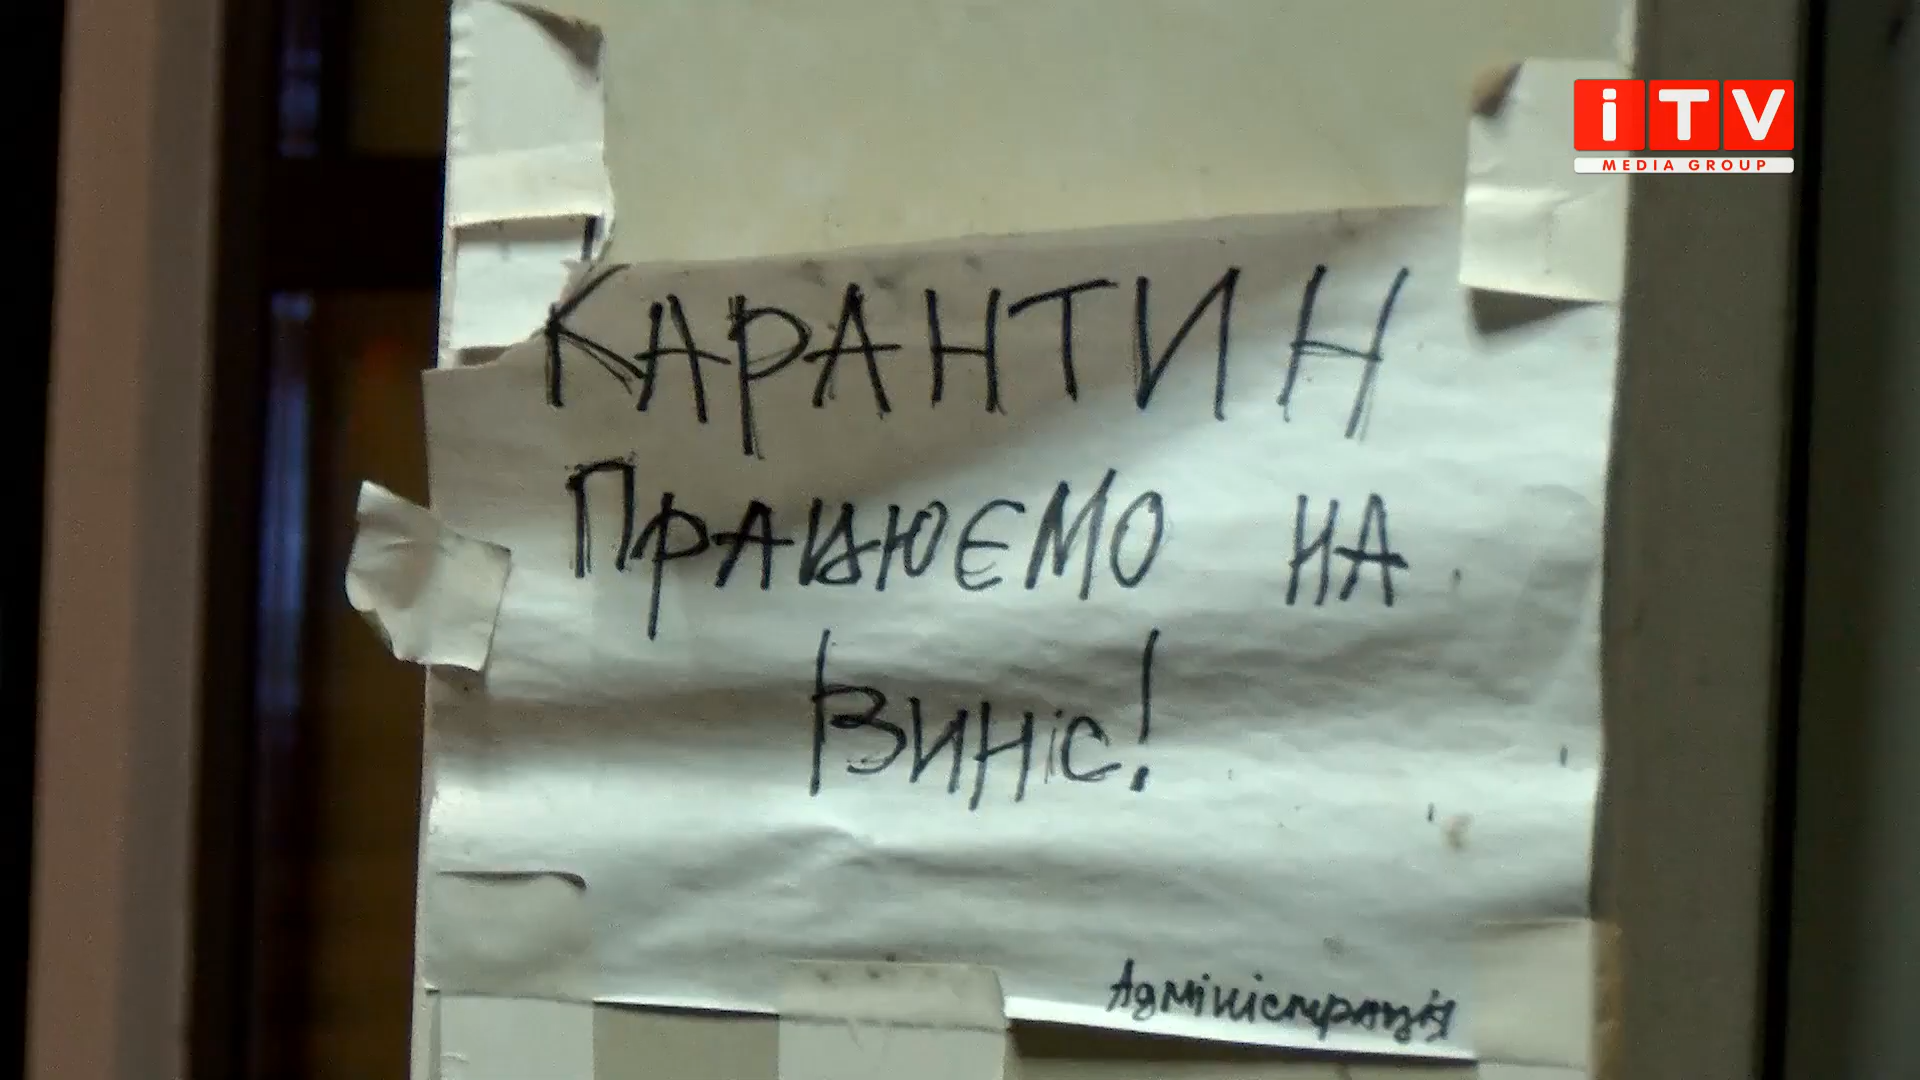 iTV
MEDIA GROUP
КАРАНТИН
ПРАЦЮЄМО НА
ВИНіС!
Адміністрація